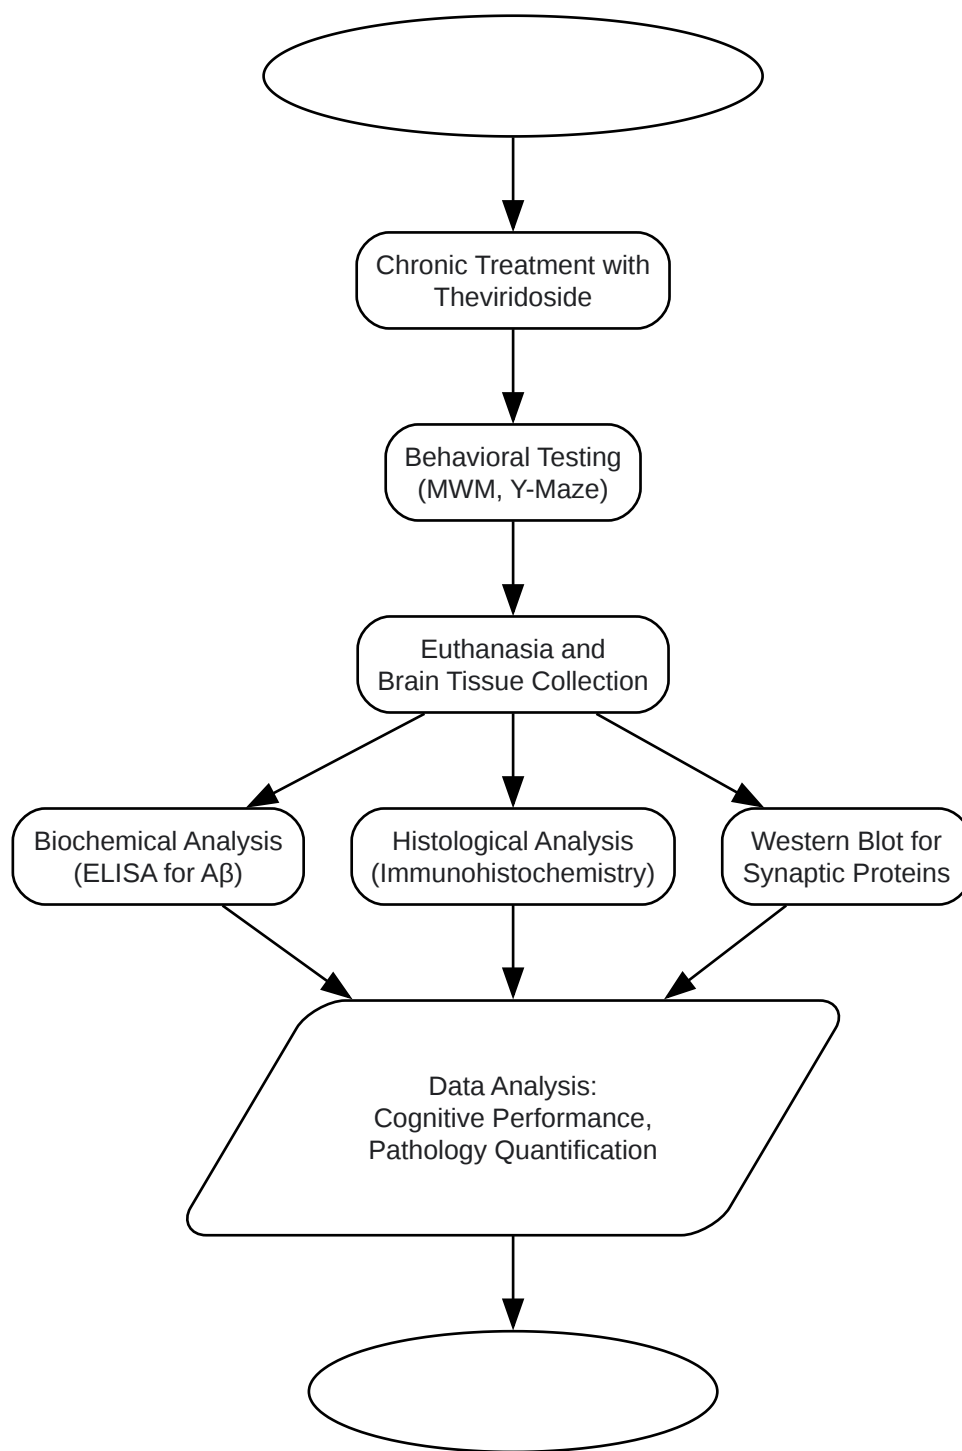 Chronic Treatment with
Theviridoside
Behavioral Testing
(MWM, Y-Maze)
Euthanasia and
Brain Tissue Collection
Biochemical Analysis
(ELISA for Aβ)
Histological Analysis
(Immunohistochemistry)
Western Blot for
Synaptic Proteins
Data Analysis:
Cognitive Performance,
Pathology Quantification